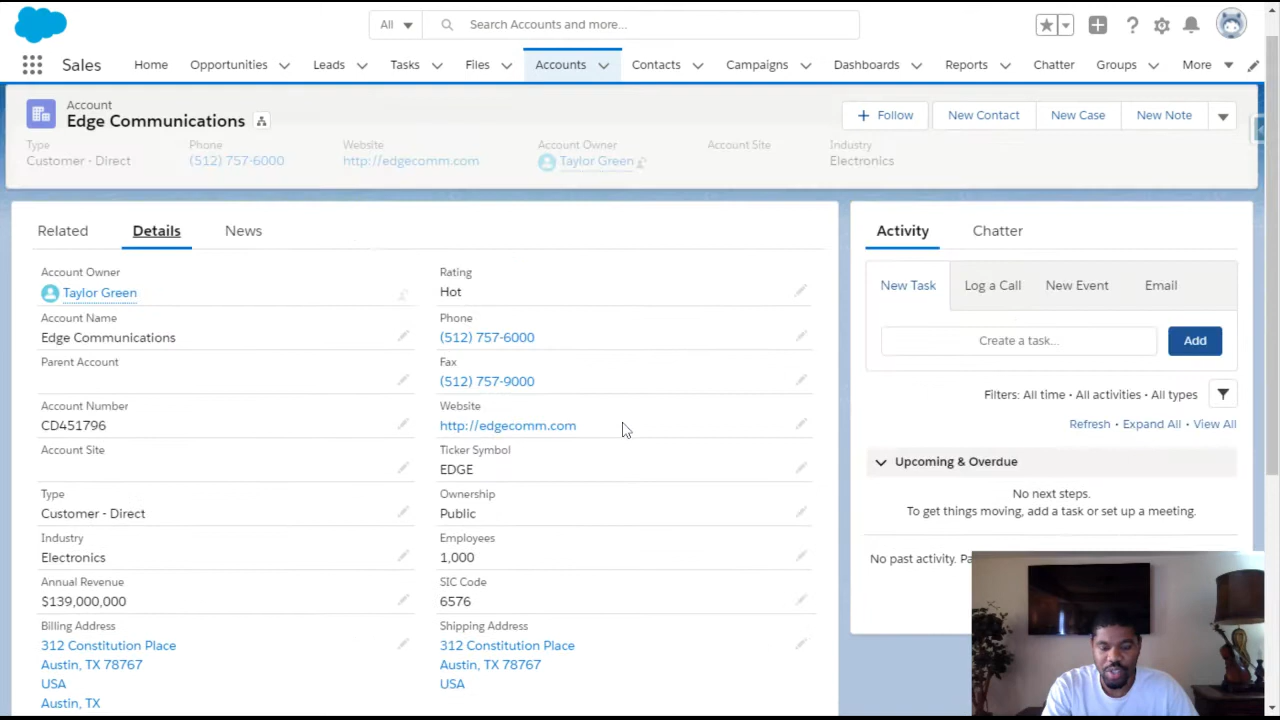 All
Search Accounts and more...
Sales
Home
Opportunities
Leads
Tasks
Files
Accounts
Contacts
Campaigns
Dashboards
Reports
Chatter
Groups
More
Account
Edge Communications
+ Follow
New Contact
New Case
New Note
Type
Customer - Direct
Phone
(512) 757-6000
Website
http://edgecomm.com
Account Owner
Taylor Green
Account Site
Industry
Electronics
Related
Details
News
Account Owner
Taylor Green
Account Name
Edge Communications
Parent Account
Account Number
CD451796
Account Site
Type
Customer - Direct
Industry
Electronics
Annual Revenue
$139,000,000
Billing Address
312 Constitution Place
Austin, TX 78767
USA
Austin, TX
Rating
Hot
Phone
(512) 757-6000
Fax
(512) 757-9000
Website
http://edgecomm.com
Ticker Symbol
EDGE
Ownership
Public
Employees
1,000
SIC Code
6576
Shipping Address
312 Constitution Place
Austin, TX 78767
USA
Activity
Chatter
New Task
Log a Call
New Event
Email
Create a task...
Add
Filters: All time • All activities • All types
Refresh • Expand All • View All
Upcoming & Overdue
No next steps.
To get things moving, add a task or set up a meeting.
No past activity. Pa